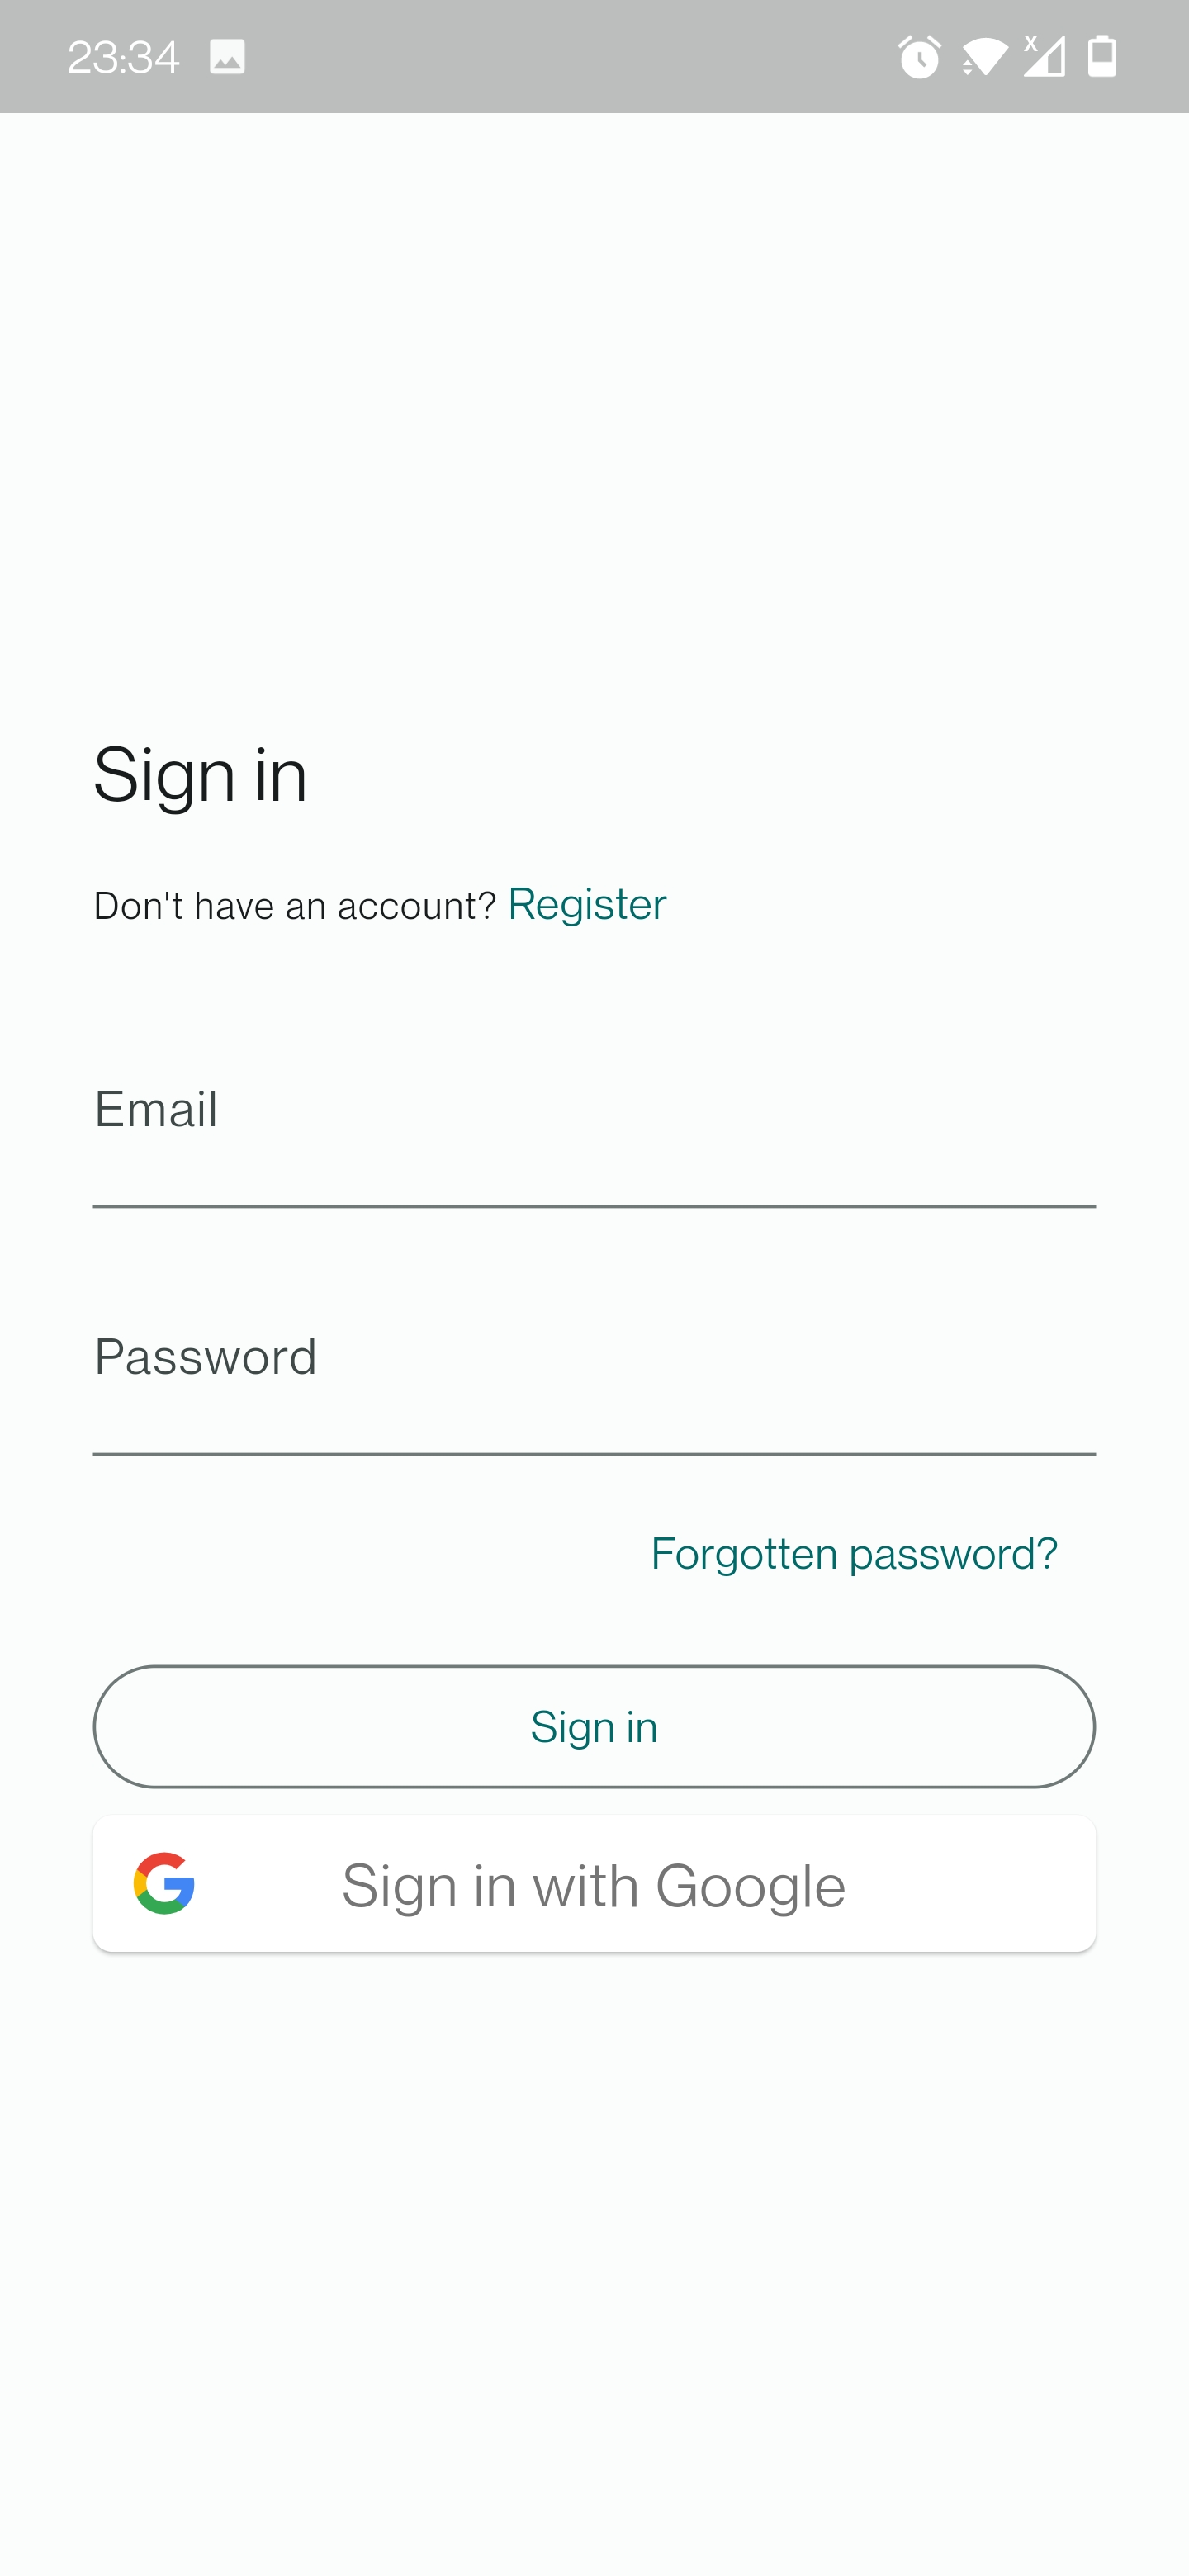 23:34
Sign in
Don't have an account? Register
Email
Password
Forgotten password?
Sign in
Sign in with Google